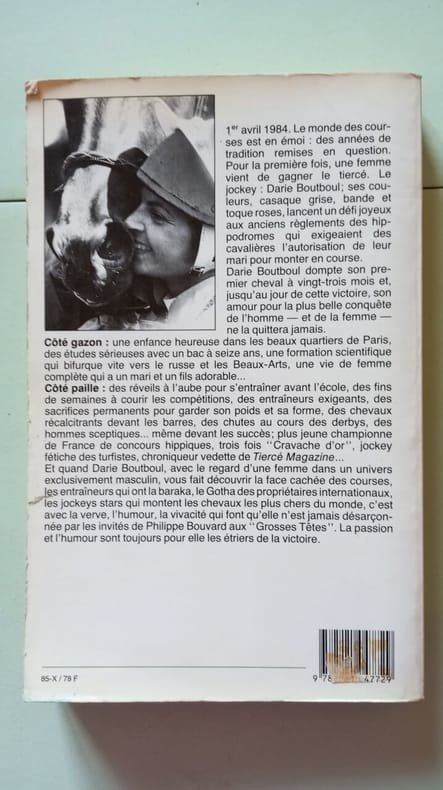 1er avril 1984. Le monde des cour-
ses est en émoi : des années de
tradition remises en question.
Pour la première fois, une femme
vient de gagner le tiercé. Le
jockey : Darie Boutboul ; ses cou-
leurs, casaque grise, bande et
toque roses, lancent un défi joyeux
aux anciens règlements des hip-
podromes qui exigeaient des
cavalières l'autorisation de leur
mari pour monter en course.
Darie Boutboul dompte son pre-
mier cheval à vingt-trois mois et,
jusqu'au jour de cette victoire, son
amour pour la plus belle conquête
de l'homme — et de la femme —
ne la quittera jamais.
Côté gazon : une enfance heureuse dans les beaux quartiers de Paris,
des études sérieuses avec un bac à seize ans, une formation scientifique
qui bifurque vite vers le russe et les Beaux-Arts, une vie de femme
complète qui a un mari et un fils adorable...
Côté paille : des réveils à l'aube pour s'entraîner avant l'école, des fins
de semaines à courir les compétitions, des entraîneurs exigeants, des
sacrifices permanents pour garder son poids et sa forme, des chevaux
récalcitrants devant les barres, des chutes au cours des derbys, des
hommes sceptiques... même devant les succès ; plus jeune championne
de France de concours hippiques, trois fois ''Cravache d'or'', jockey
fétiche des turfistes, chroniqueur vedette de Tiercé Magazine...
Et quand Darie Boutboul, avec le regard d'une femme dans un univers
exclusivement masculin, vous fait découvrir la face cachée des courses,
les entraîneurs qui ont la baraka, le Gotha des propriétaires internationaux,
les jockeys stars qui montent les chevaux les plus chers du monde, c'est
avec la verve, l'humour, la vivacité qui font qu'elle n'est jamais désarçon-
née par les invités de Philippe Bouvard aux ''Grosses Têtes''. La passion
et l'humour sont toujours pour elle les étriers de la victoire.
85-X / 78 F